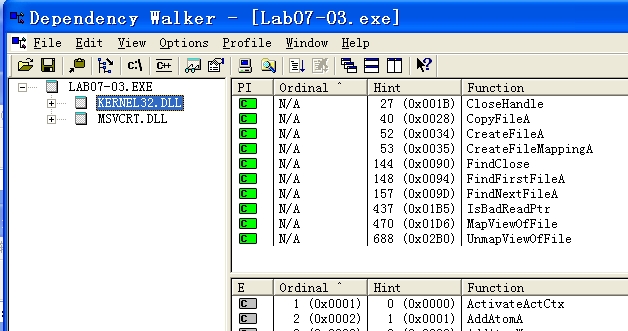 Dependency Walker - [Lab07-03.exe]
File Edit View Options Profile Window Help
C:\ C++
LAB07-03.EXE
KERNEL32.DLL
MSVCRT.DLL
PI Ordinal ^ Hint Function
C N/A 27 (0x001B) CloseHandle
C N/A 40 (0x0028) CopyFileA
C N/A 52 (0x0034) CreateFileA
C N/A 53 (0x0035) CreateFileMappingA
C N/A 144 (0x0090) FindClose
C N/A 148 (0x0094) FindFirstFileA
C N/A 157 (0x009D) FindNextFileA
C N/A 437 (0x01B5) IsBadReadPtr
C N/A 470 (0x01D6) MapViewOfFile
C N/A 688 (0x02B0) UnmapViewOfFile
E Ordinal ^ Hint Function
C 1 (0x0001) 0 (0x0000) ActivateActCtx
C 2 (0x0002) 1 (0x0001) AddAtomA